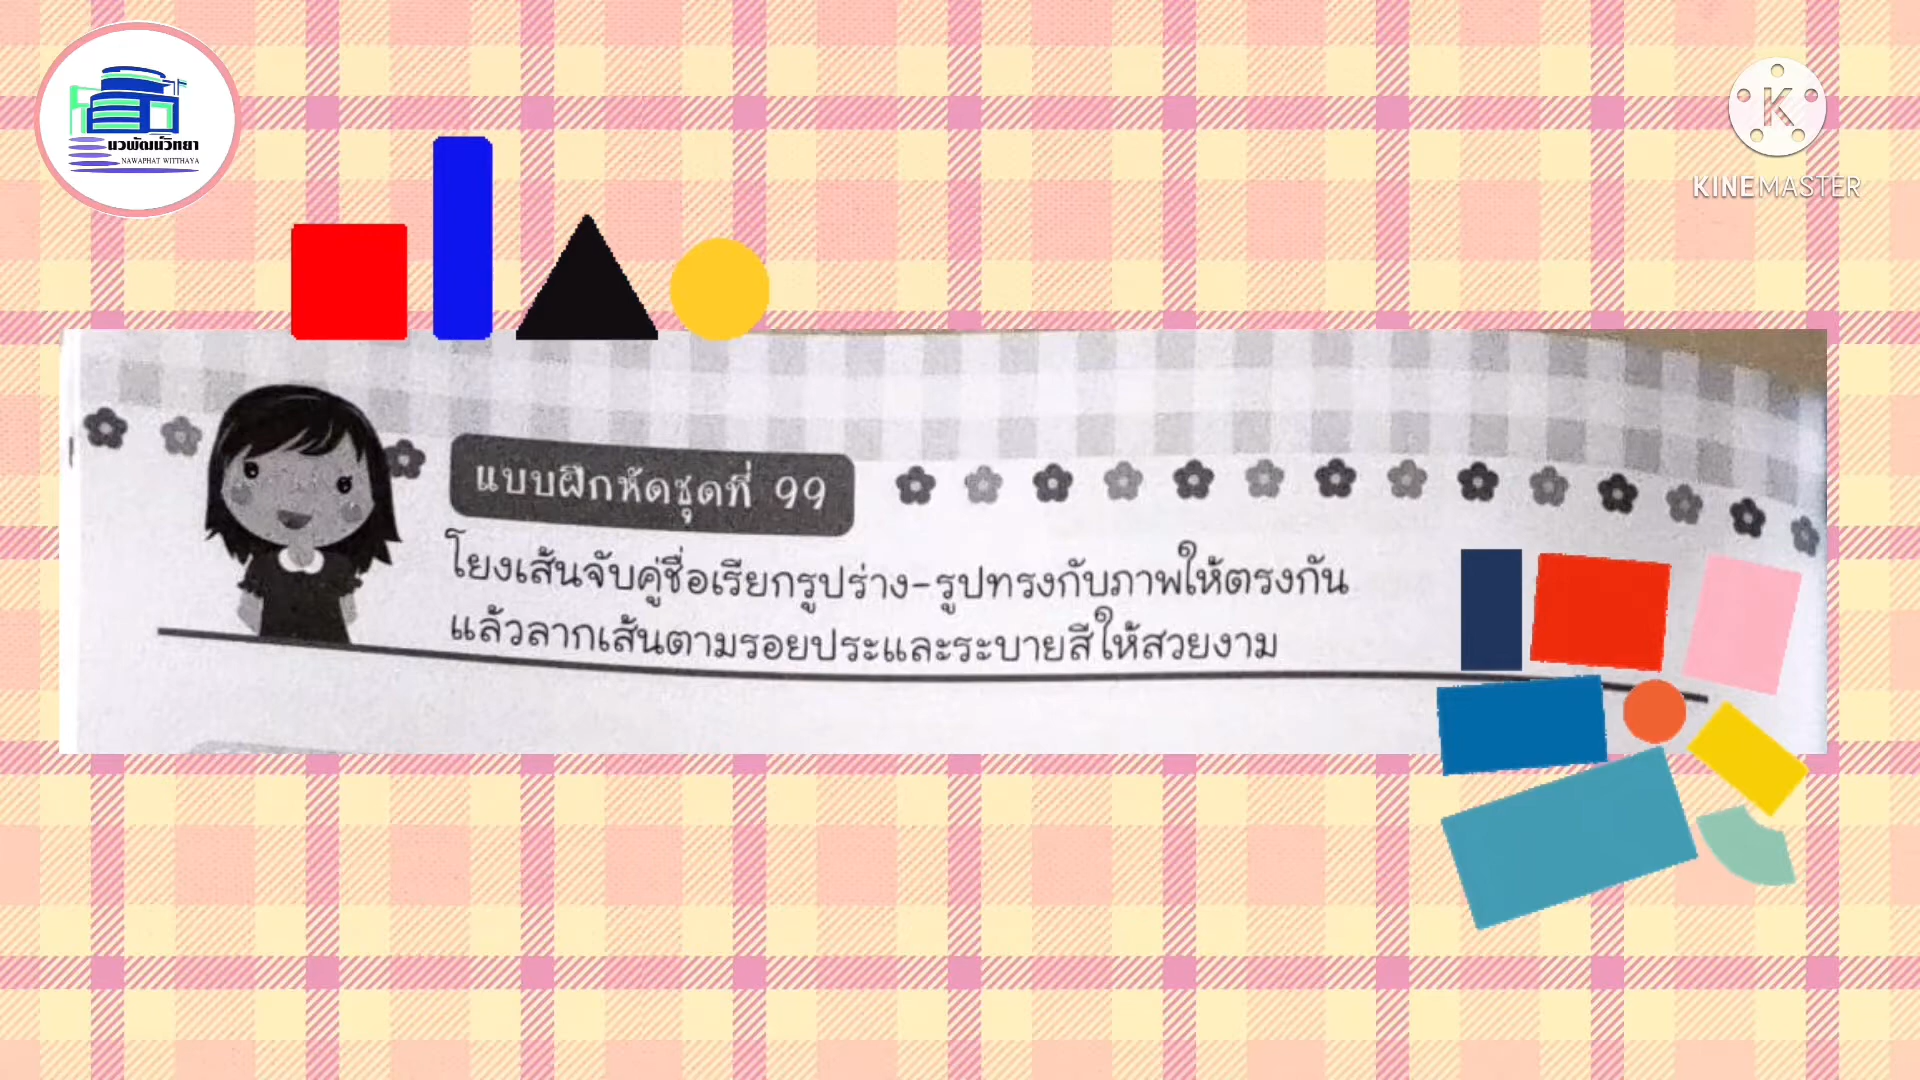 นวพัฒน์วิทยา
NAWAPHAT WITTHAYA
K
KINEMASTER
แบบฝึกหัดชุดที่ 99
โยงเส้นจับคู่ชื่อเรียกรูปร่าง-รูปทรงกับภาพให้ตรงกัน
แล้วลากเส้นตามรอยประและระบายสีให้สวยงาม